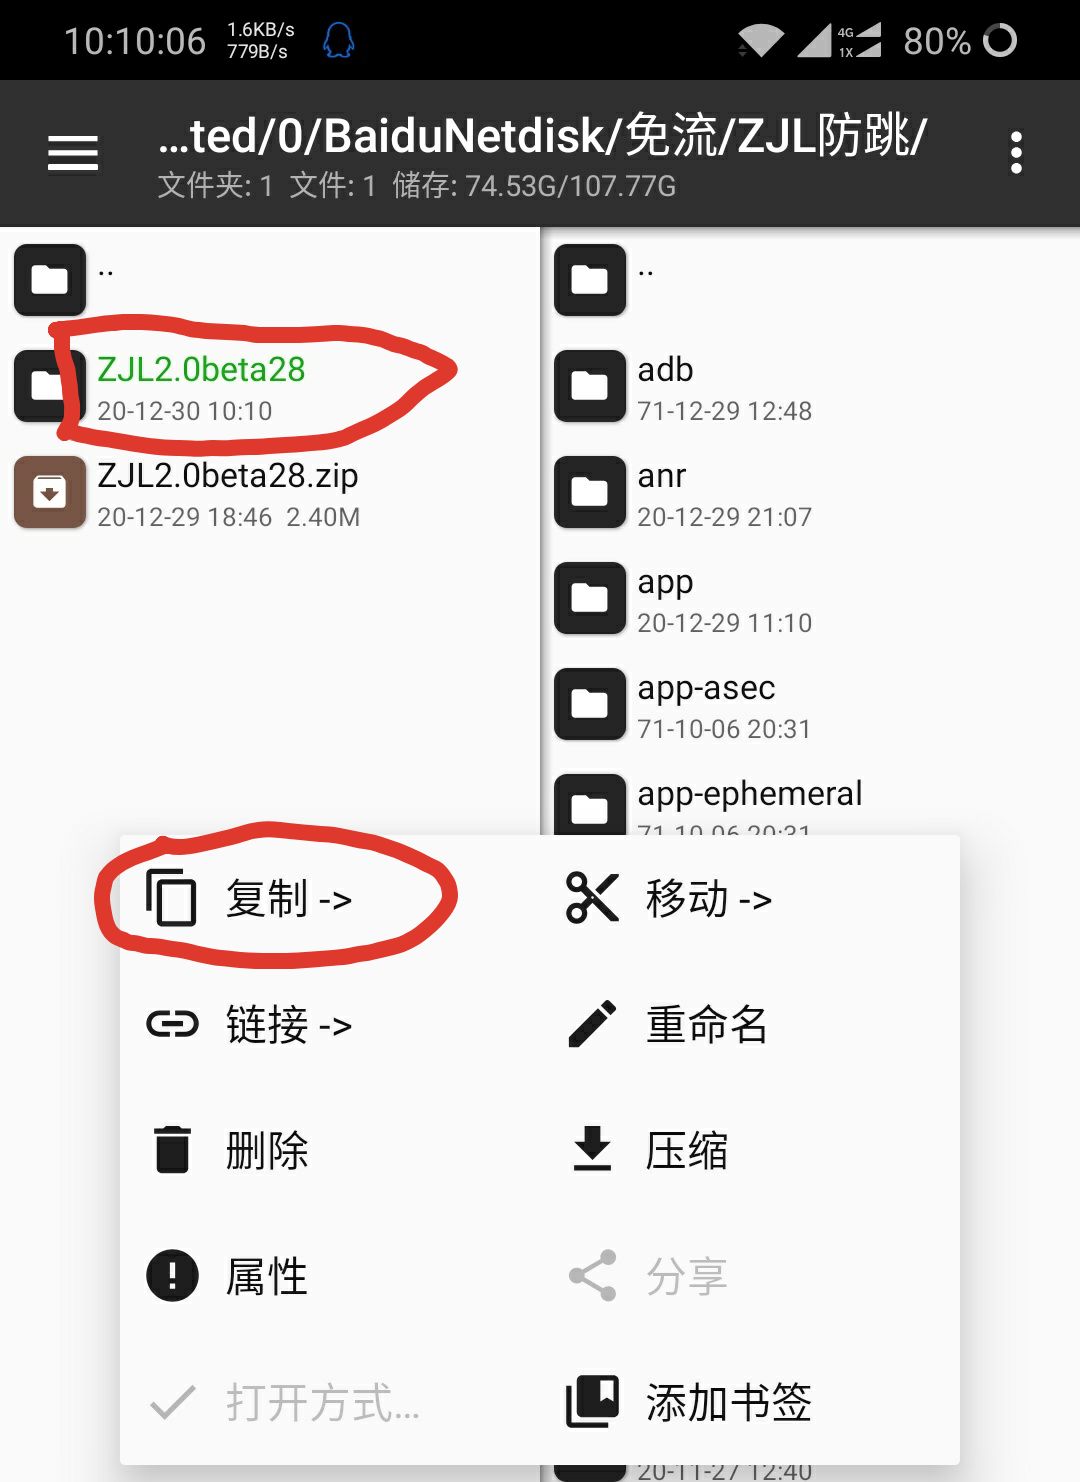 10:10:06 1.6KB/s 779B/s 4G 1X 80%
...ted/0/BaiduNetdisk/免流/ZJL防跳/
文件夹: 1 文件: 1 储存: 74.53G/107.77G
..
ZJL2.0beta28
20-12-30 10:10
ZJL2.0beta28.zip
20-12-29 18:46 2.40M
..
adb
71-12-29 12:48
anr
20-12-29 21:07
app
20-12-29 11:10
app-asec
71-10-06 20:31
app-ephemeral
71-10-06 20:31
复制 ->
移动 ->
链接 ->
重命名
删除
压缩
属性
分享
打开方式...
添加书签
20-11-27 12:40